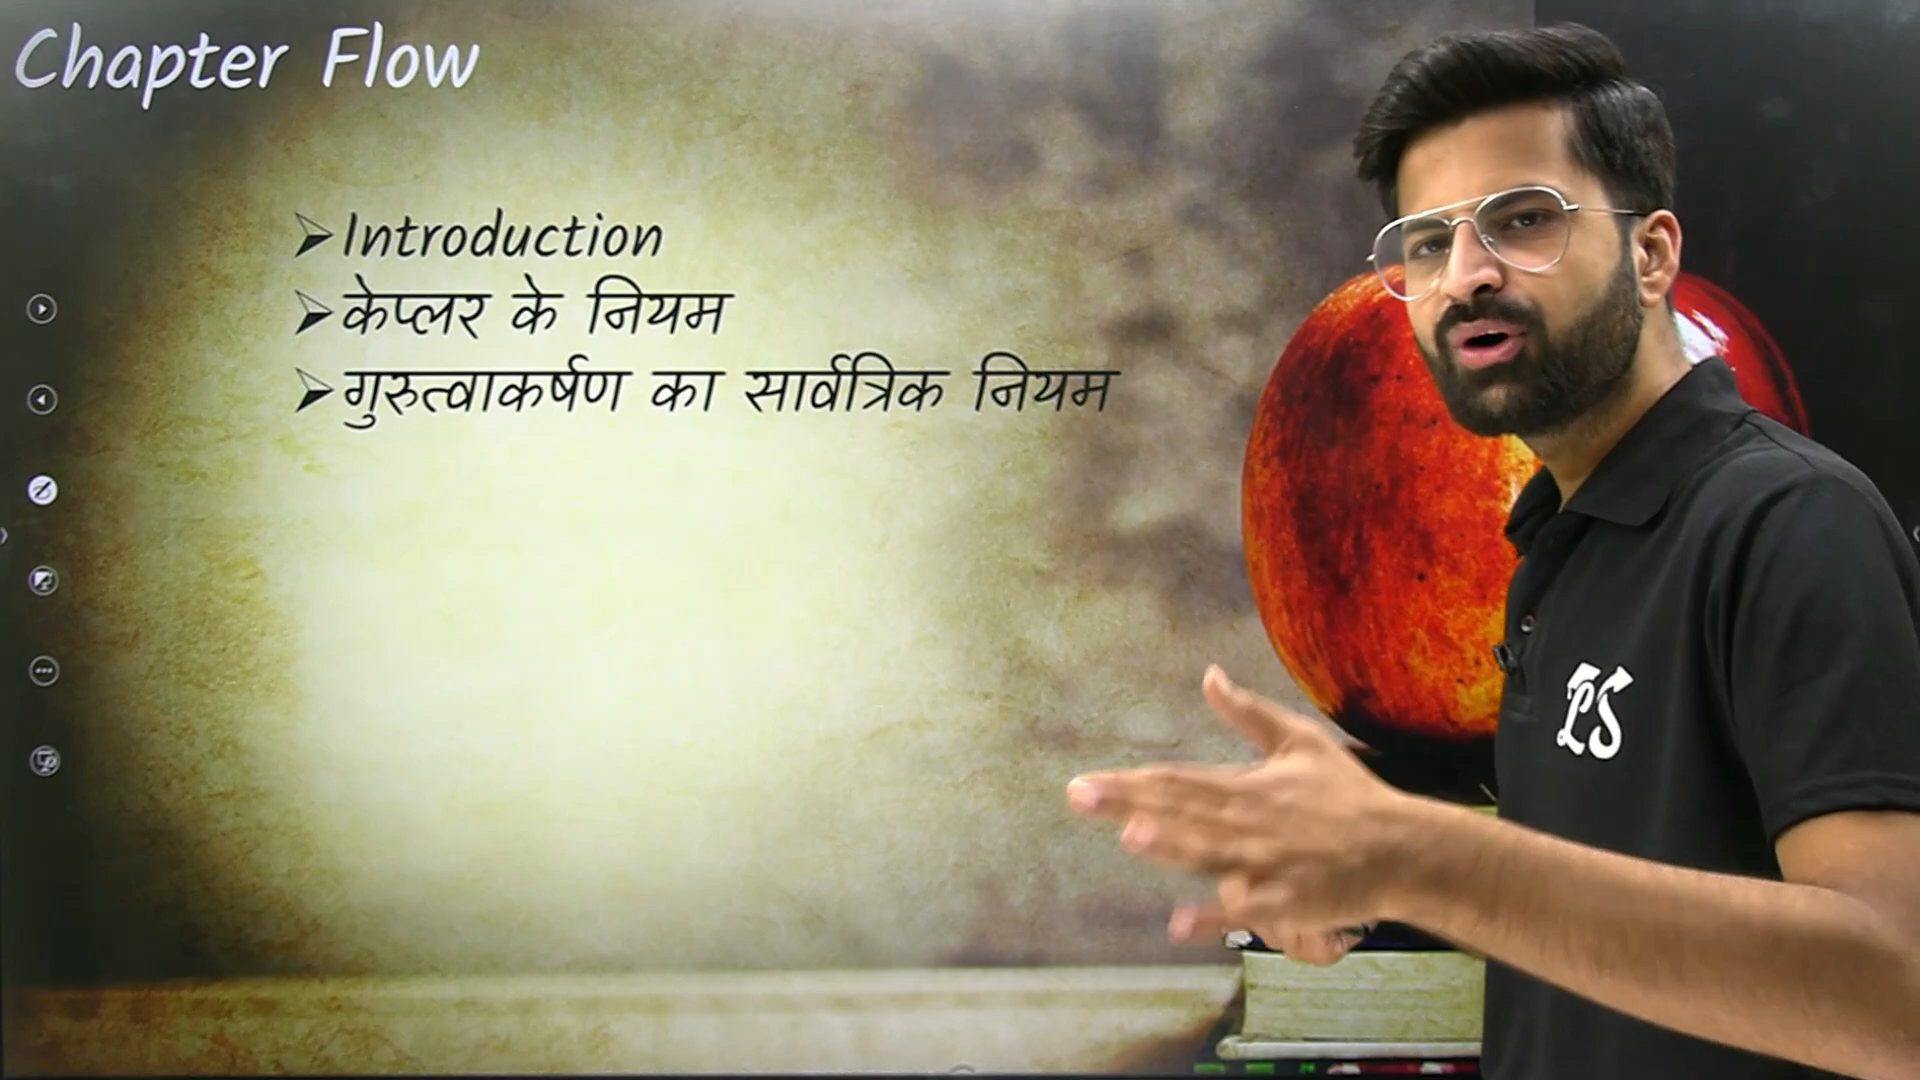 Chapter Flow
Introduction
केप्लर के नियम
गुरुत्वाकर्षण का सार्वत्रिक नियम
LS